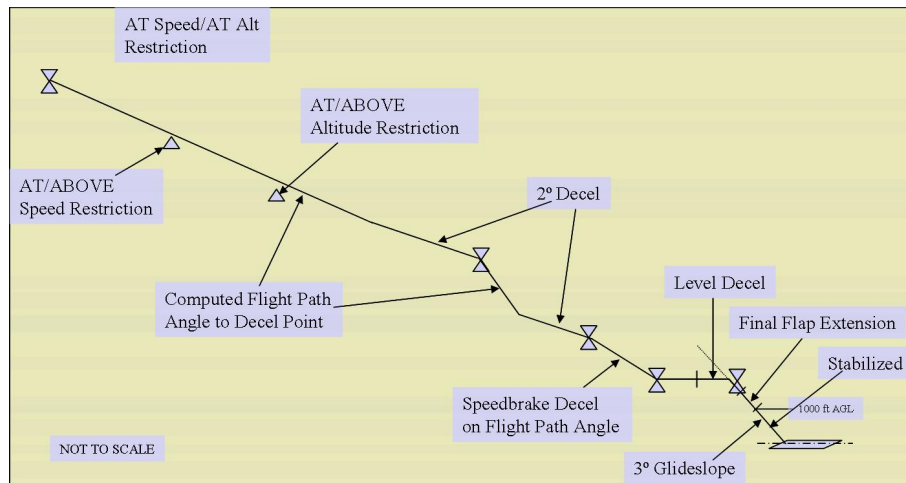 AT Speed/AT Alt
Restriction
AT/ABOVE
Altitude Restriction
AT/ABOVE
Speed Restriction
2º Decel
Computed Flight Path
Angle to Decel Point
Level Decel
Final Flap Extension
Stabilized
Speedbrake Decel
on Flight Path Angle
1000 ft AGL
NOT TO SCALE
3º Glideslope